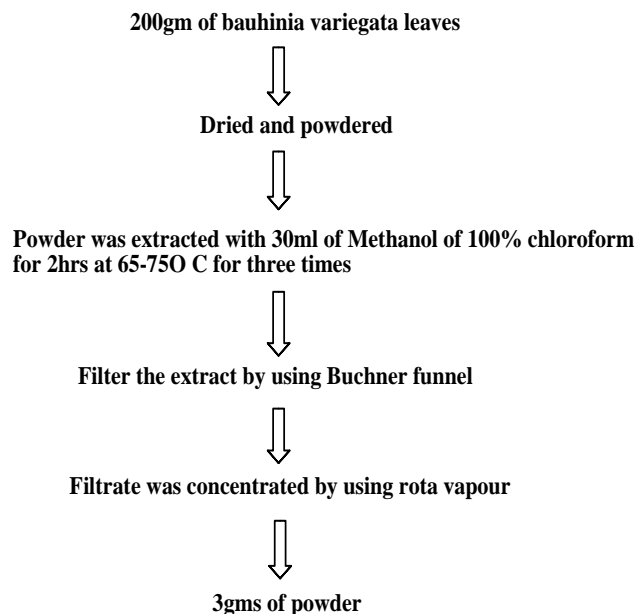 200gm of bauhinia variegata leaves
Dried and powdered
Powder was extracted with 30ml of Methanol of 100% chloroform
for 2hrs at 65-75O C for three times
Filter the extract by using Buchner funnel
Filtrate was concentrated by using rota vapour
3gms of powder